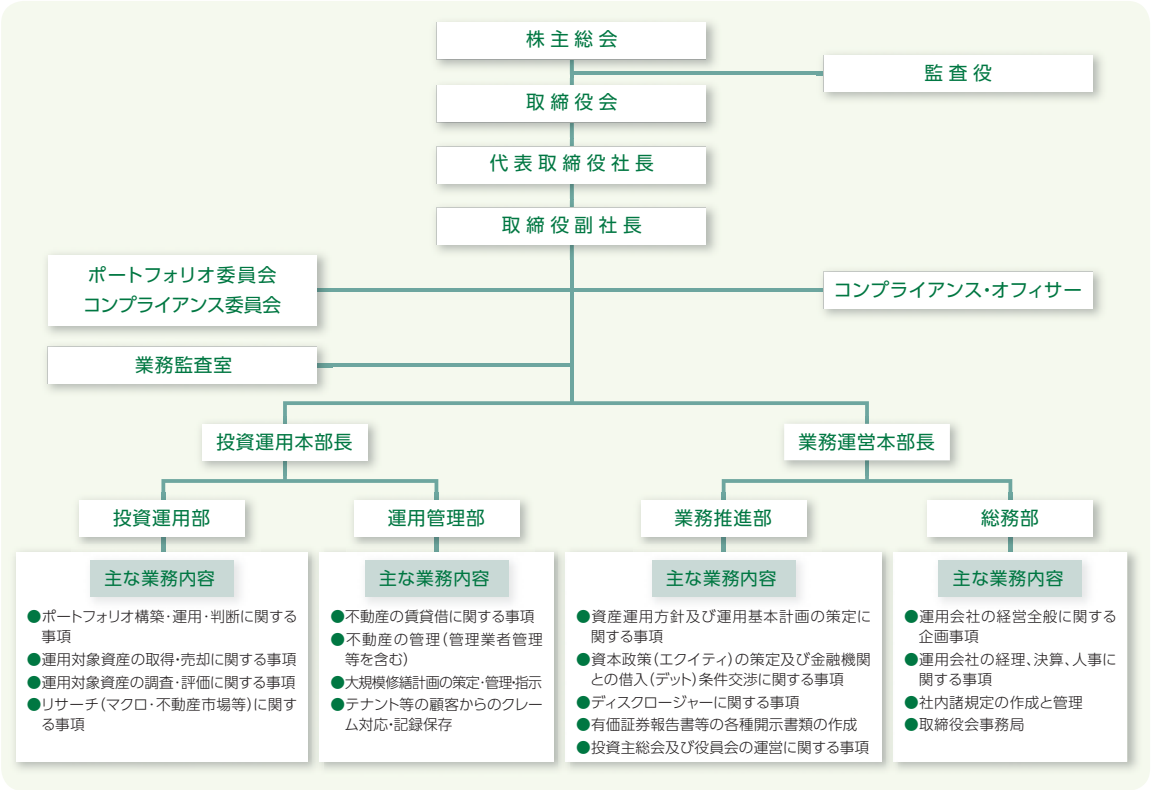 株主総会
監査役
取締役会
代表取締役社長
取締役副社長
ポートフォリオ委員会
コンプライアンス委員会
コンプライアンス・オフィサー
業務監査室
投資運用本部長
業務運営本部長
投資運用部
運用管理部
業務推進部
総務部
主な業務内容
●ポートフォリオ構築・運用・判断に関する
事項
●運用対象資産の取得・売却に関する事項
●運用対象資産の調査・評価に関する事項
●リサーチ(マクロ・不動産市場等)に関す
る事項
主な業務内容
●不動産の賃貸借に関する事項
●不動産の管理(管理業者管理
等を含む)
●大規模修繕計画の策定・管理・指示
●テナント等の顧客からのクレー
ム対応・記録保存
主な業務内容
●資産運用方針及び運用基本計画の策定に
関する事項
●資本政策(エクイティ)の策定及び金融機関
との借入(デット)条件交渉に関する事項
●ディスクロージャーに関する事項
●有価証券報告書等の各種開示書類の作成
●投資主総会及び役員会の運営に関する事項
主な業務内容
●運用会社の経営全般に関する
企画事項
●運用会社の経理、決算、人事に
関する事項
●社内諸規定の作成と管理
●取締役会事務局